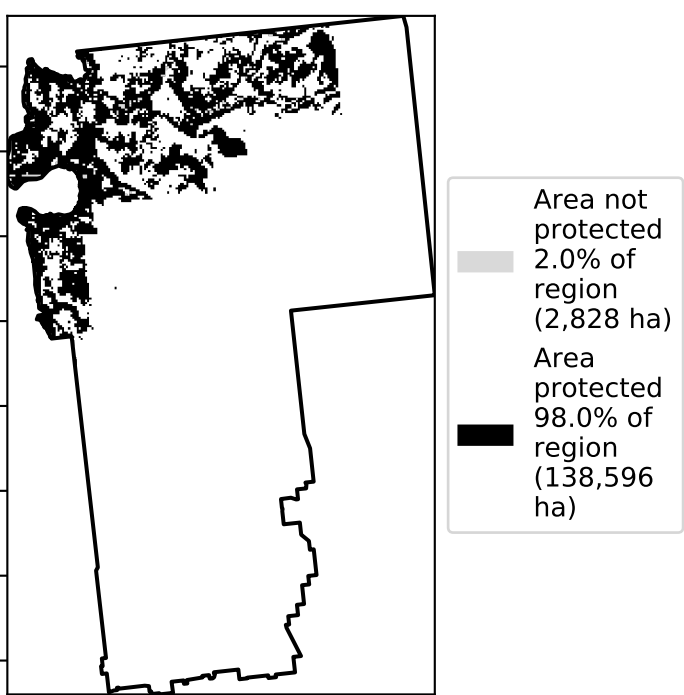 Area not
protected
2.0% of
region
(2,828 ha)
Area
protected
98.0% of
region
(138,596
ha)